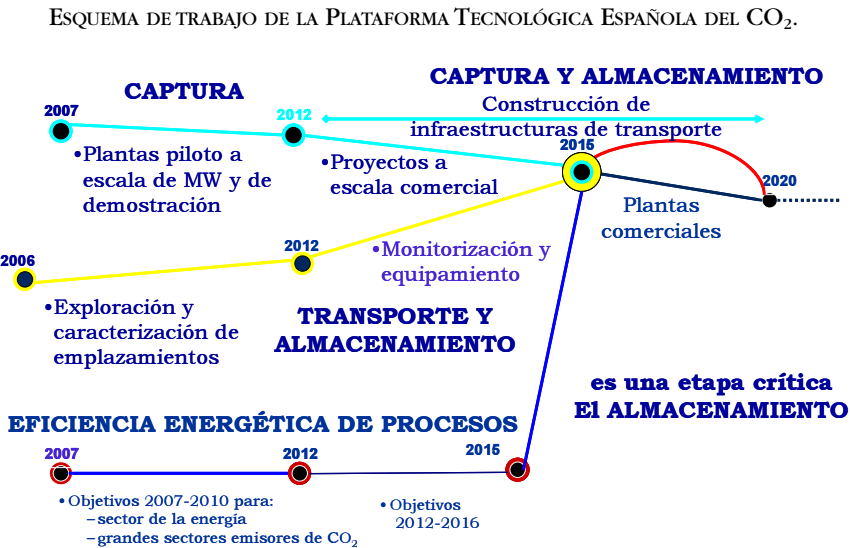 ESQUEMA DE TRABAJO DE LA PLATAFORMA TECNOLÓGICA ESPAÑOLA DEL CO₂.
CAPTURA
CAPTURA Y ALMACENAMIENTO
Construcción de
infraestructuras de transporte
2007
2012
2015
2020
•Plantas piloto a
escala de MW y de
demostración
•Proyectos a
escala comercial
Plantas
comerciales
2006
2012
•Monitorización y
equipamiento
•Exploración y
caracterización de
emplazamientos
TRANSPORTE Y
ALMACENAMIENTO
es una etapa crítica
El ALMACENAMIENTO
EFICIENCIA ENERGÉTICA DE PROCESOS
2007
2012
2015
•Objetivos 2007-2010 para:
–sector de la energía
–grandes sectores emisores de CO₂
•Objetivos
2012-2016